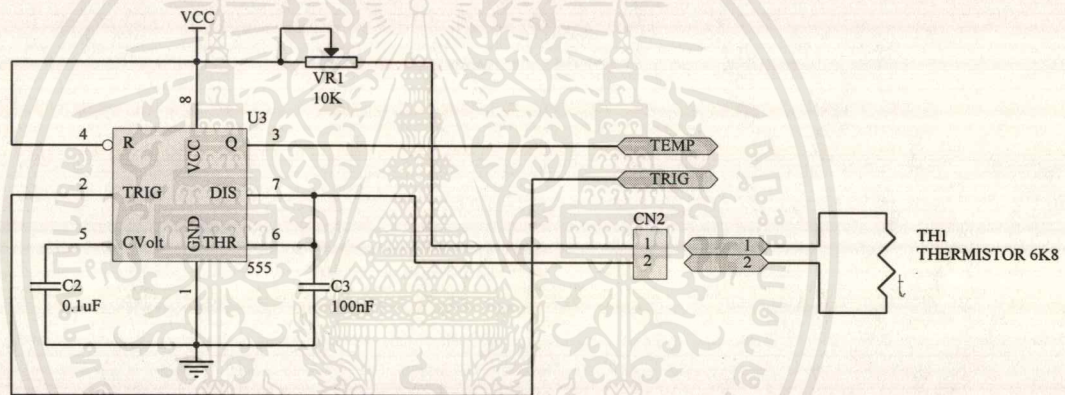 VCC
VR1
10K
U3
8
4
R
VCC
Q
3
TEMP
2
TRIG
DIS
7
TRIG
CN2
5
CVolt
GND
THR
6
1
2
1
2
TH1
THERMISTOR 6K8
t
555
1
C2
0.1uF
C3
100nF